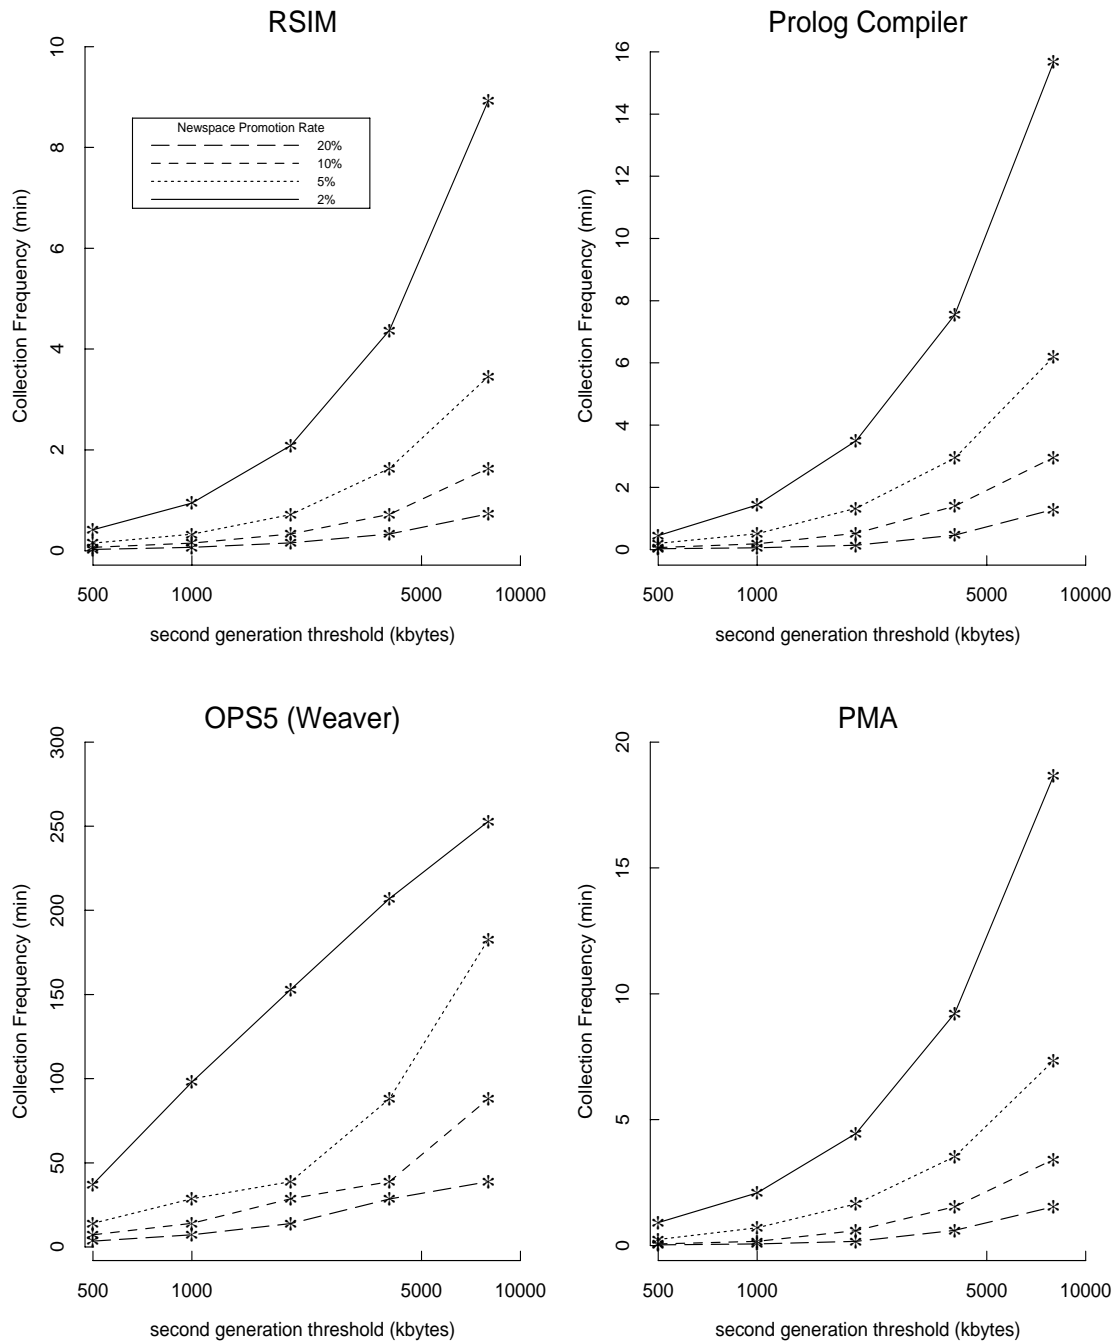 RSIM
10
8
6
4
2
0
Collection Frequency (min)
Newspace Promotion Rate
20%
10%
5%
2%
500 1000 5000 10000
second generation threshold (kbytes)
Prolog Compiler
16
14
12
10
8
6
4
2
0
Collection Frequency (min)
500 1000 5000 10000
second generation threshold (kbytes)
OPS5 (Weaver)
300
250
200
150
100
50
0
Collection Frequency (min)
500 1000 5000 10000
second generation threshold (kbytes)
PMA
20
15
10
5
0
Collection Frequency (min)
500 1000 5000 10000
second generation threshold (kbytes)